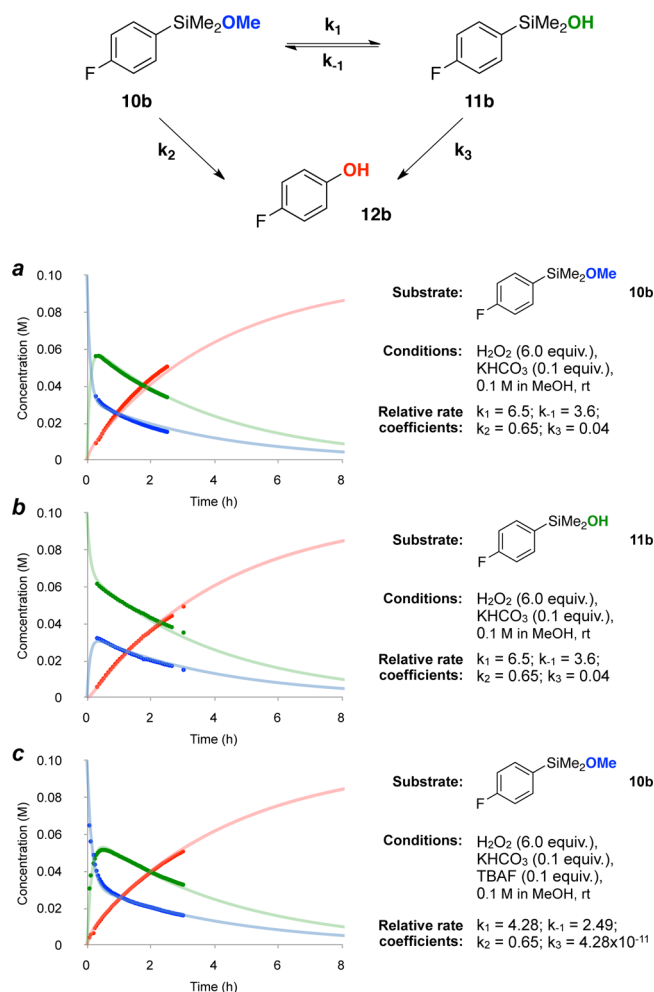 SiMe₂OMe
k₁
SiMe₂OH
k₋₁
F
F
10b
11b
k₂
k₃
OH
F
12b
a
0.10
0.08
0.06
0.04
0.02
0
Concentration (M)
0 2 4 6 8
Time (h)
SiMe₂OMe
Substrate:
10b
F
Conditions: H₂O₂ (6.0 equiv.),
KHCO₃ (0.1 equiv.),
0.1 M in MeOH, rt
Relative rate k₁ = 6.5; k₋₁ = 3.6;
coefficients: k₂ = 0.65; k₃ = 0.04
b
0.10
0.08
0.06
0.04
0.02
0
Comcentration (M)
0 2 4 6 8
Time (h)
SiMe₂OH
Substrate:
11b
F
Conditions: H₂O₂ (6.0 equiv.),
KHCO₃ (0.1 equiv.),
0.1 M in MeOH, rt
Relative rate k₁ = 6.5; k₋₁ = 3.6;
coefficients: k₂ = 0.65; k₃ = 0.04
c
0.10
0.08
0.06
0.04
0.02
0
Concentration (M)
0 2 4 6 8
Time (h)
SiMe₂OMe
Substrate:
10b
F
Conditions: H₂O₂ (6.0 equiv.),
KHCO₃ (0.1 equiv.),
TBAF (0.1 equiv.),
0.1 M in MeOH, rt
Relative rate k₁ = 4.28; k₋₁ = 2.49;
coefficients: k₂ = 0.65; k₃ = 4.28x10⁻¹¹